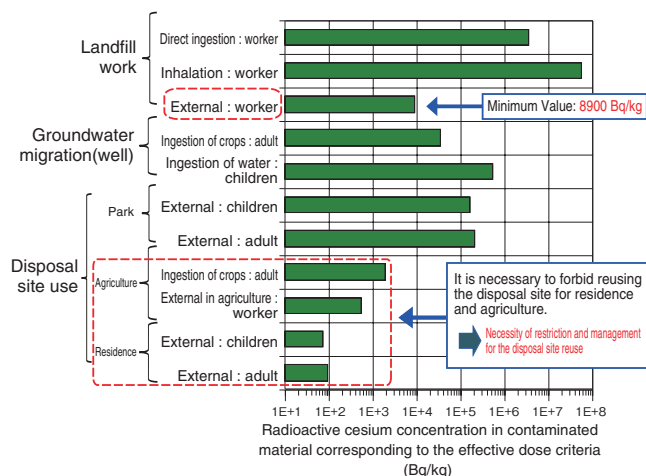 Landfill
work
Direct ingestion : worker
Inhalation : worker
External : worker
Minimum Value: 8900 Bq/kg
Groundwater
migration(well)
Ingestion of crops : adult
Ingestion of water :
children
Disposal
site use
Park
External : children
External : adult
Agriculture
Ingestion of crops : adult
External in agriculture :
worker
Residence
External : children
External : adult
It is necessary to forbid reusing
the disposal site for residence
and agriculture.
Necessity of restriction and management
for the disposal site reuse
1E+1 1E+2 1E+3 1E+4 1E+5 1E+6 1E+7 1E+8
Radioactive cesium concentration in contaminated
material corresponding to the effective dose criteria
(Bq/kg)